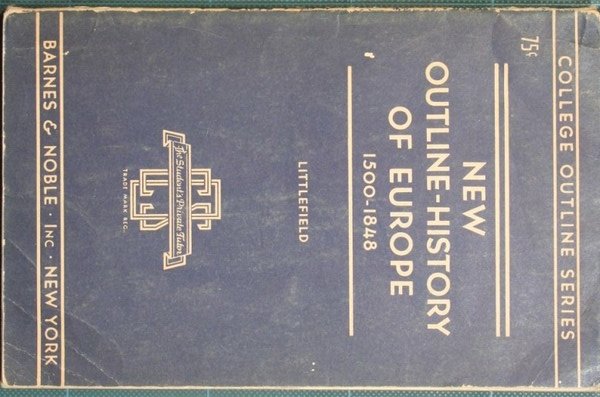 COLLEGE OUTLINE SERIES
75¢
NEW
OUTLINE-HISTORY
OF EUROPE
1500-1848
LITTLEFIELD
The Student's Private Tutor
COS
TRADE MARK REG.
BARNES & NOBLE · INC · NEW YORK